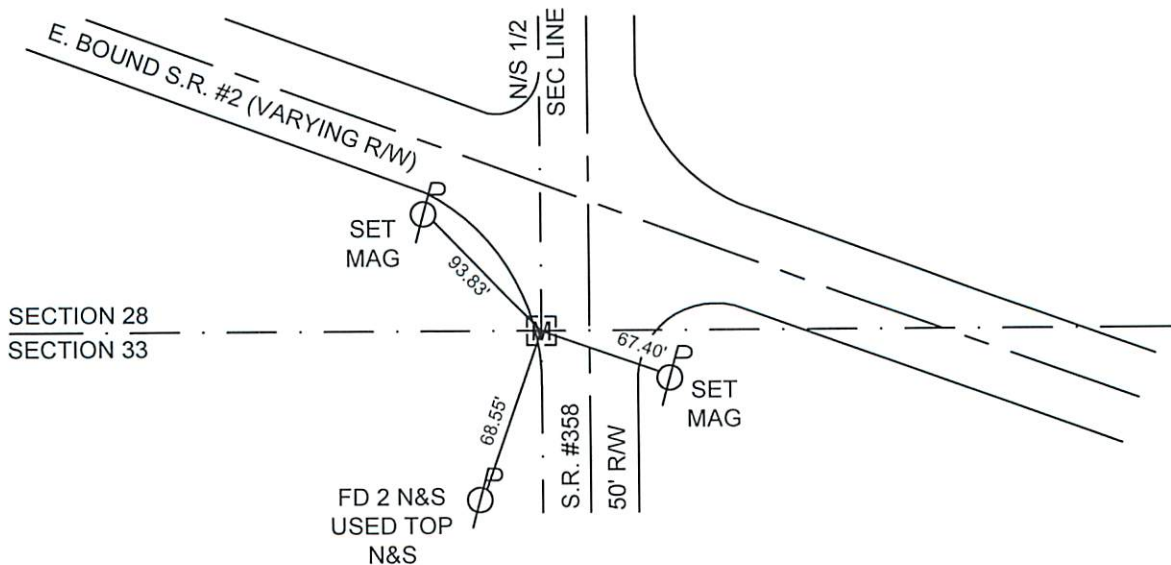 E. BOUND S.R. #2 (VARYING R/W)
N/S 1/2
SEC LINE
P
SET
MAG
93.83'
SECTION 28
SECTION 33
M
67.40'
P
SET
MAG
68.55'
P
FD 2 N&S
USED TOP
N&S
S.R. #358
50' R/W